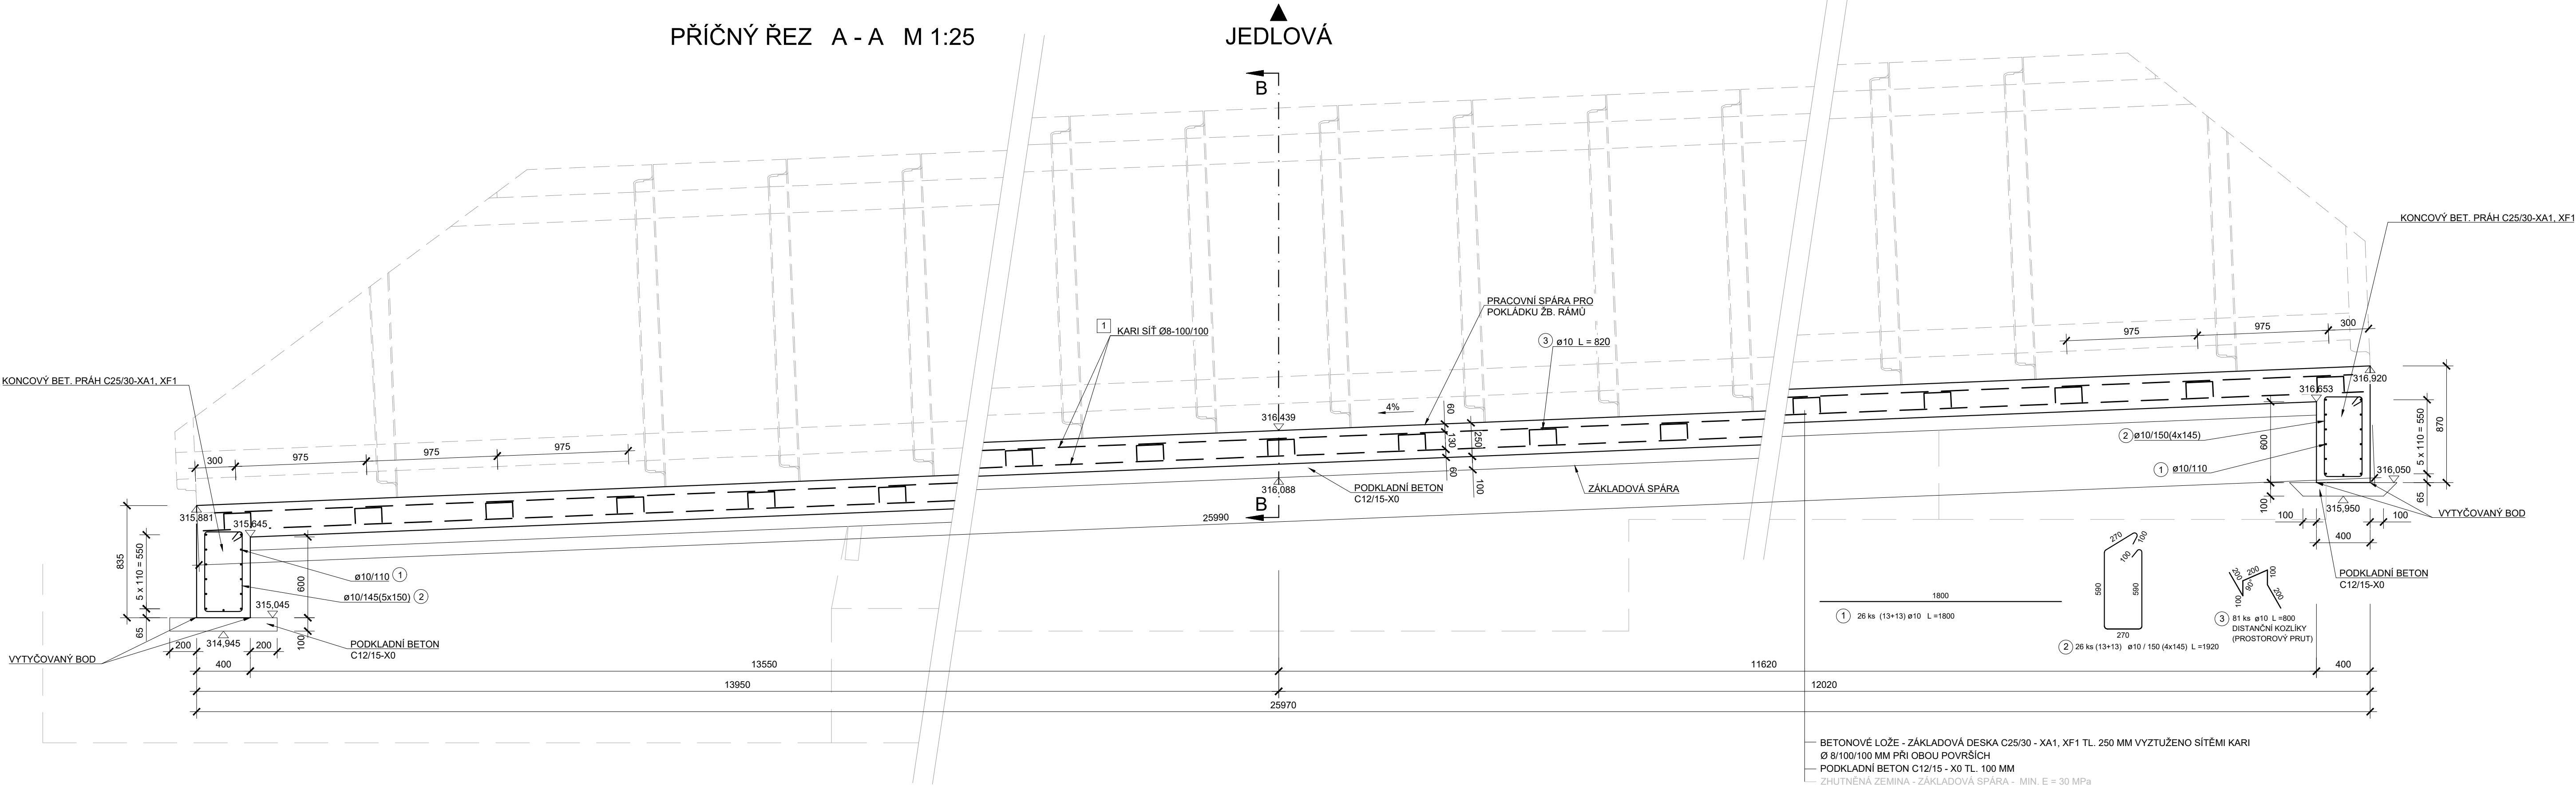 PŘÍČNÝ ŘEZ A - A M 1:25
JEDLOVÁ
B
KONCOVÝ BET. PRÁH C25/30-XA1, XF1
PRACOVNÍ SPÁRA PRO
POKLÁDKU ŽB. RÁMŮ
1 KARI SÍŤ Ø8-100/100
3 ø10 L = 820
975
975
300
KONCOVÝ BET. PRÁH C25/30-XA1, XF1
316,653
316,920
4%
316,439
60
130
250
60
100
300
975
975
975
2 ø10/150(4x145)
1 ø10/110
600
5 x 110 = 550
870
65
316,050
100
315,950
100
100
400
VYTYČOVANÝ BOD
PODKLADNÍ BETON
C12/15-X0
316,088
B
PODKLADNÍ BETON
C12/15-X0
ZÁKLADOVÁ SPÁRA
25990
315,881
315,645
835
5 x 110 = 550
65
ø10/110 1
ø10/145(5x150) 2
600
315,045
100
200
314,945
200
400
PODKLADNÍ BETON
C12/15-X0
VYTYČOVANÝ BOD
1800
1 26 ks (13+13) ø10 L =1800
270
100
100
590
590
270
2 26 ks (13+13) ø10 / 150 (4x145) L =1920
200
100
90°
200
100
200
3 81 ks ø10 L =800
DISTANČNÍ KOZLÍKY
(PROSTOROVÝ PRUT)
13550
11620
400
13950
12020
25970
BETONOVÉ LOŽE - ZÁKLADOVÁ DESKA C25/30 - XA1, XF1 TL. 250 MM VYZTUŽENO SÍTĚMI KARI
Ø 8/100/100 MM PŘI OBOU POVRŠÍCH
PODKLADNÍ BETON C12/15 - X0 TL. 100 MM
ZHUTNĚNÁ ZEMINA - ZÁKLADOVÁ SPÁRA - MIN. E = 30 MPa